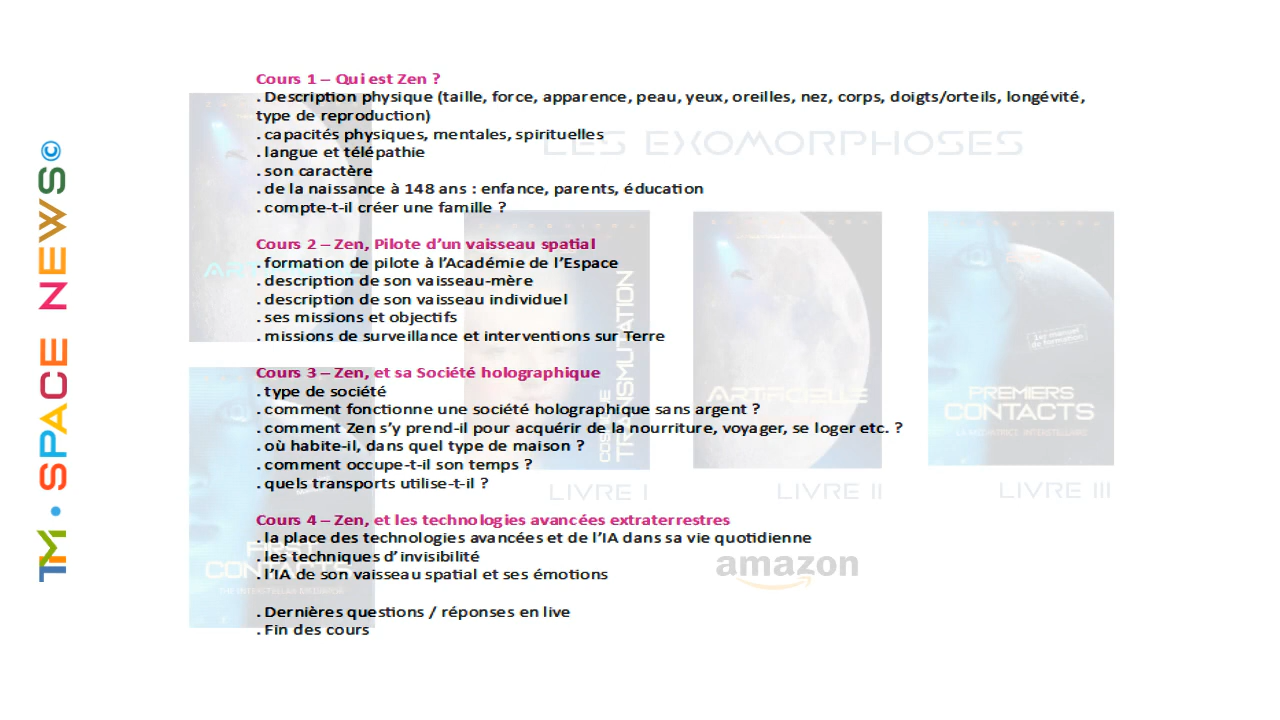 TM • SPACE NEWS©
Cours 1 – Qui est Zen ?
. Description physique (taille, force, apparence, peau, yeux, oreilles, nez, corps, doigts/orteils, longévité,
type de reproduction)
. capacités physiques, mentales, spirituelles
. langue et télépathie
. son caractère
. de la naissance à 148 ans : enfance, parents, éducation
. compte-t-il créer une famille ?
Cours 2 – Zen, Pilote d’un vaisseau spatial
. formation de pilote à l’Académie de l’Espace
. description de son vaisseau-mère
. description de son vaisseau individuel
. ses missions et objectifs
. missions de surveillance et interventions sur Terre
Cours 3 – Zen, et sa Société holographique
. type de société
. comment fonctionne une société holographique sans argent ?
. comment Zen s’y prend-il pour acquérir de la nourriture, voyager, se loger etc. ?
. où habite-il, dans quel type de maison ?
. comment occupe-t-il son temps ?
. quels transports utilise-t-il ?
Cours 4 – Zen, et les technologies avancées extraterrestres
. la place des technologies avancées et de l’IA dans sa vie quotidienne
. les techniques d’invisibilité
. l’IA de son vaisseau spatial et ses émotions
. Dernières questions / réponses en live
. Fin des cours
LES EXOMORPHOSES
TRANSMUTATION
ARTIFICIELLE
PREMIERS
CONTACTS
LIVRE I
LIVRE II
LIVRE III
FIRST
CONTACTS
amazon